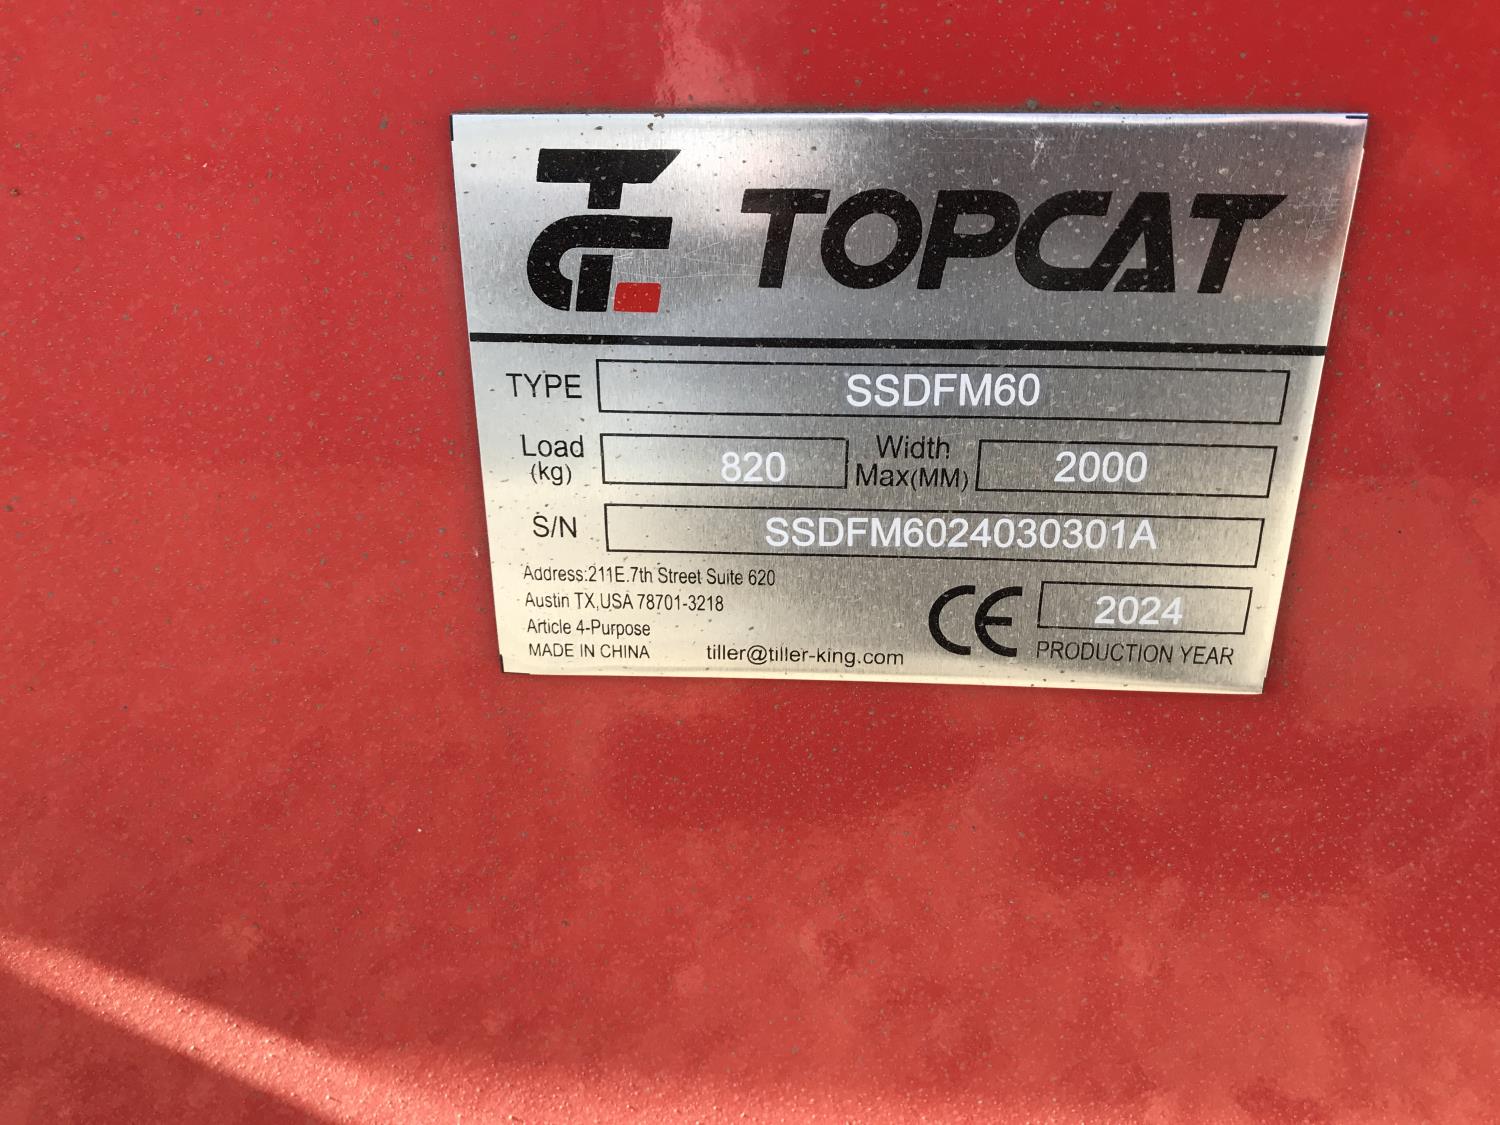 TOPCAT
TYPE SSDFM60
Load (kg) 820 Width Max(MM) 2000
S/N SSDFM6024030301A
Address:211E.7th Street Suite 620
Austin TX,USA 78701-3218
Article 4-Purpose
MADE IN CHINA tiller@tiller-king.com
CE 2024
PRODUCTION YEAR